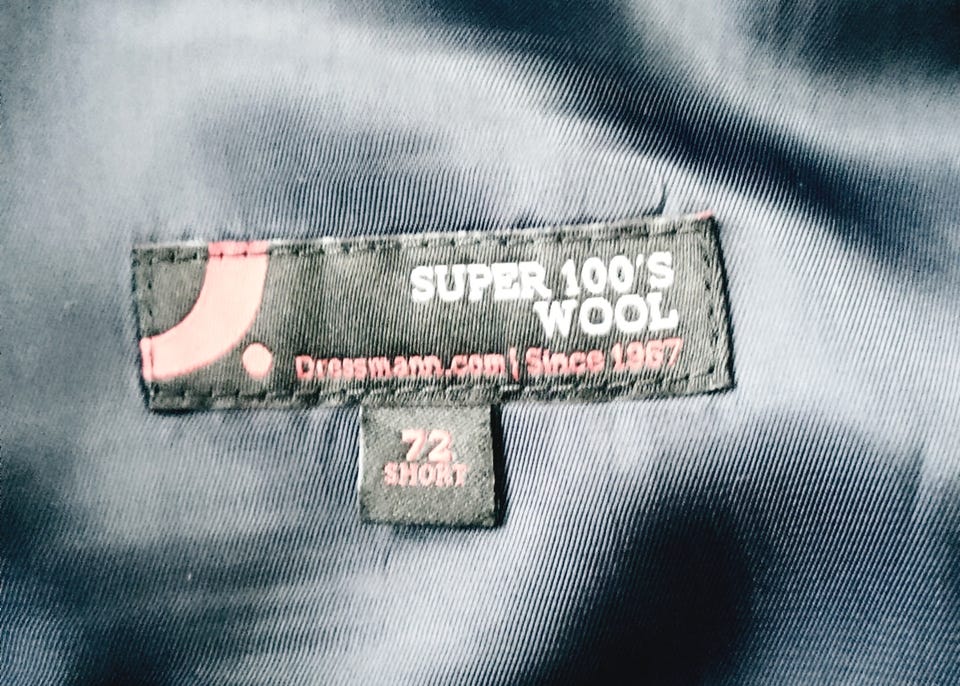 SUPER 100'S
WOOL
Dressmann.com | Since 1967
72
SHORT